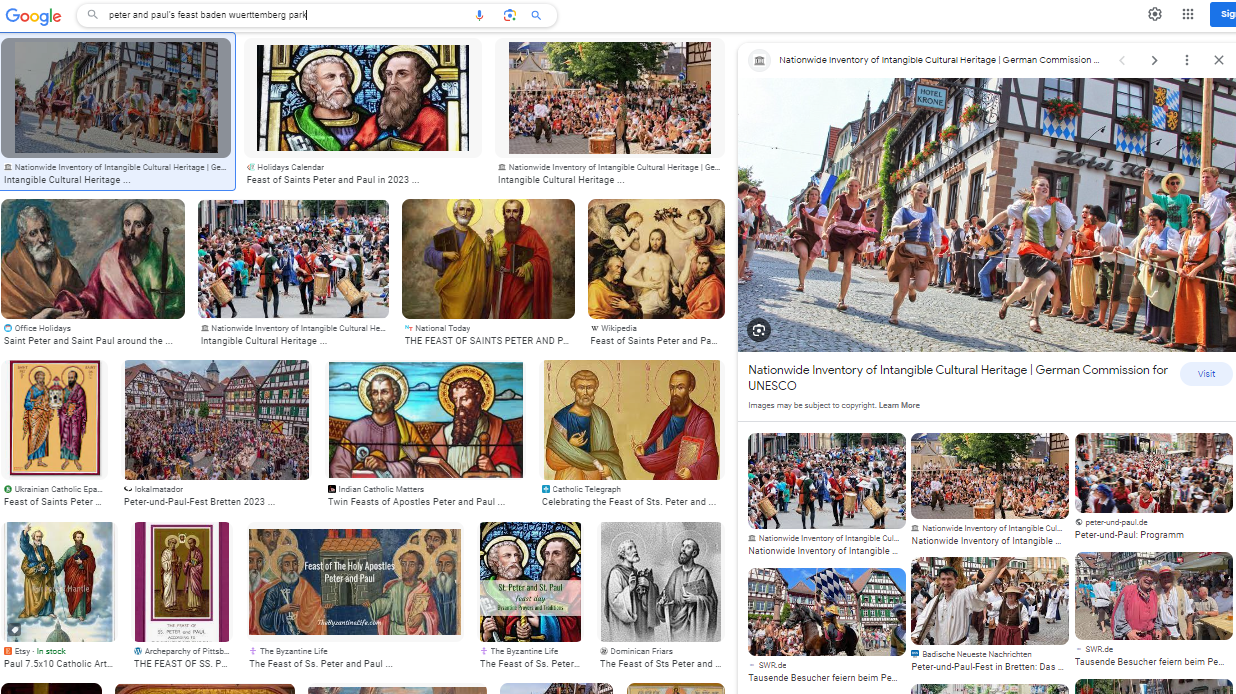 Google
peter and paul's feast baden wuerttemberg park
Nationwide Inventory of Intangible Cultural Heritage | Ge...
Intangible Cultural Heritage ...
Holidays Calendar
Feast of Saints Peter and Paul in 2023 ...
Nationwide Inventory of Intangible Cultural Heritage | Ge...
Intangible Cultural Heritage ...
Office Holidays
Saint Peter and Saint Paul around the ...
Nationwide Inventory of Intangible Cultural He...
Intangible Cultural Heritage ...
National Today
THE FEAST OF SAINTS PETER AND P...
W Wikipedia
Feast of Saints Peter and Pa...
Ukrainian Catholic Epa...
Feast of Saints Peter ...
lokalmatador
Peter-und-Paul-Fest Bretten 2023 ...
Indian Catholic Matters
Twin Feasts of Apostles Peter and Paul ...
Catholic Telegraph
Celebrating the Feast of Sts. Peter and ...
THE FEAST OF
SS. PETER and PAUL
Feast of The Holy Apostles
Peter and Paul
TheByzantineLife.com
St. Peter and St. Paul
feast day
Byzantine Prayers and Traditions
Etsy · In stock
Paul 7.5x10 Catholic Art...
Archeparchy of Pittsb...
THE FEAST OF SS. P...
The Byzantine Life
The Feast of Ss. Peter and Paul ...
The Byzantine Life
The Feast of Ss. Peter...
Dominican Friars
The Feast of Sts Peter and ...
Sig
Nationwide Inventory of Intangible Cultural Heritage | German Commission ...
HOTEL
KRONE
Hotel
Nationwide Inventory of Intangible Cultural Heritage | German Commission for
UNESCO
Visit
Images may be subject to copyright. Learn More
Nationwide Inventory of Intangible Cul...
Nationwide Inventory of Intangible ...
Nationwide Inventory of Intangible Cul...
Nationwide Inventory of Intangible ...
peter-und-paul.de
Peter-und-Paul: Programm
SWR.de
Tausende Besucher feiern beim Pe...
Badische Neueste Nachrichten
Peter-und-Paul-Fest in Bretten: Das ...
SWR.de
Tausende Besucher feiern beim Pe...